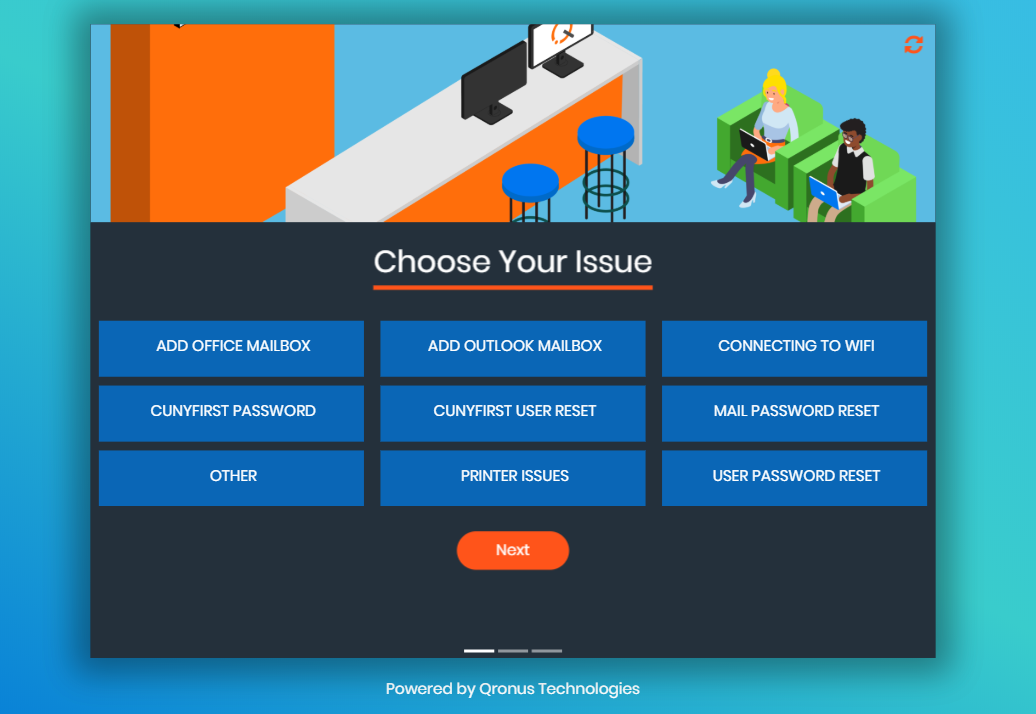 Choose Your Issue
ADD OFFICE MAILBOX
ADD OUTLOOK MAILBOX
CONNECTING TO WIFI
CUNYFIRST PASSWORD
CUNYFIRST USER RESET
MAIL PASSWORD RESET
OTHER
PRINTER ISSUES
USER PASSWORD RESET
Next
Powered by Qronus Technologies